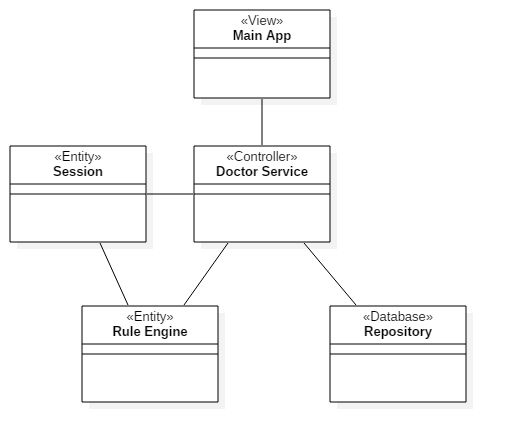 «View»
Main App
«Entity»
Session
«Controller»
Doctor Service
«Entity»
Rule Engine
«Database»
Repository